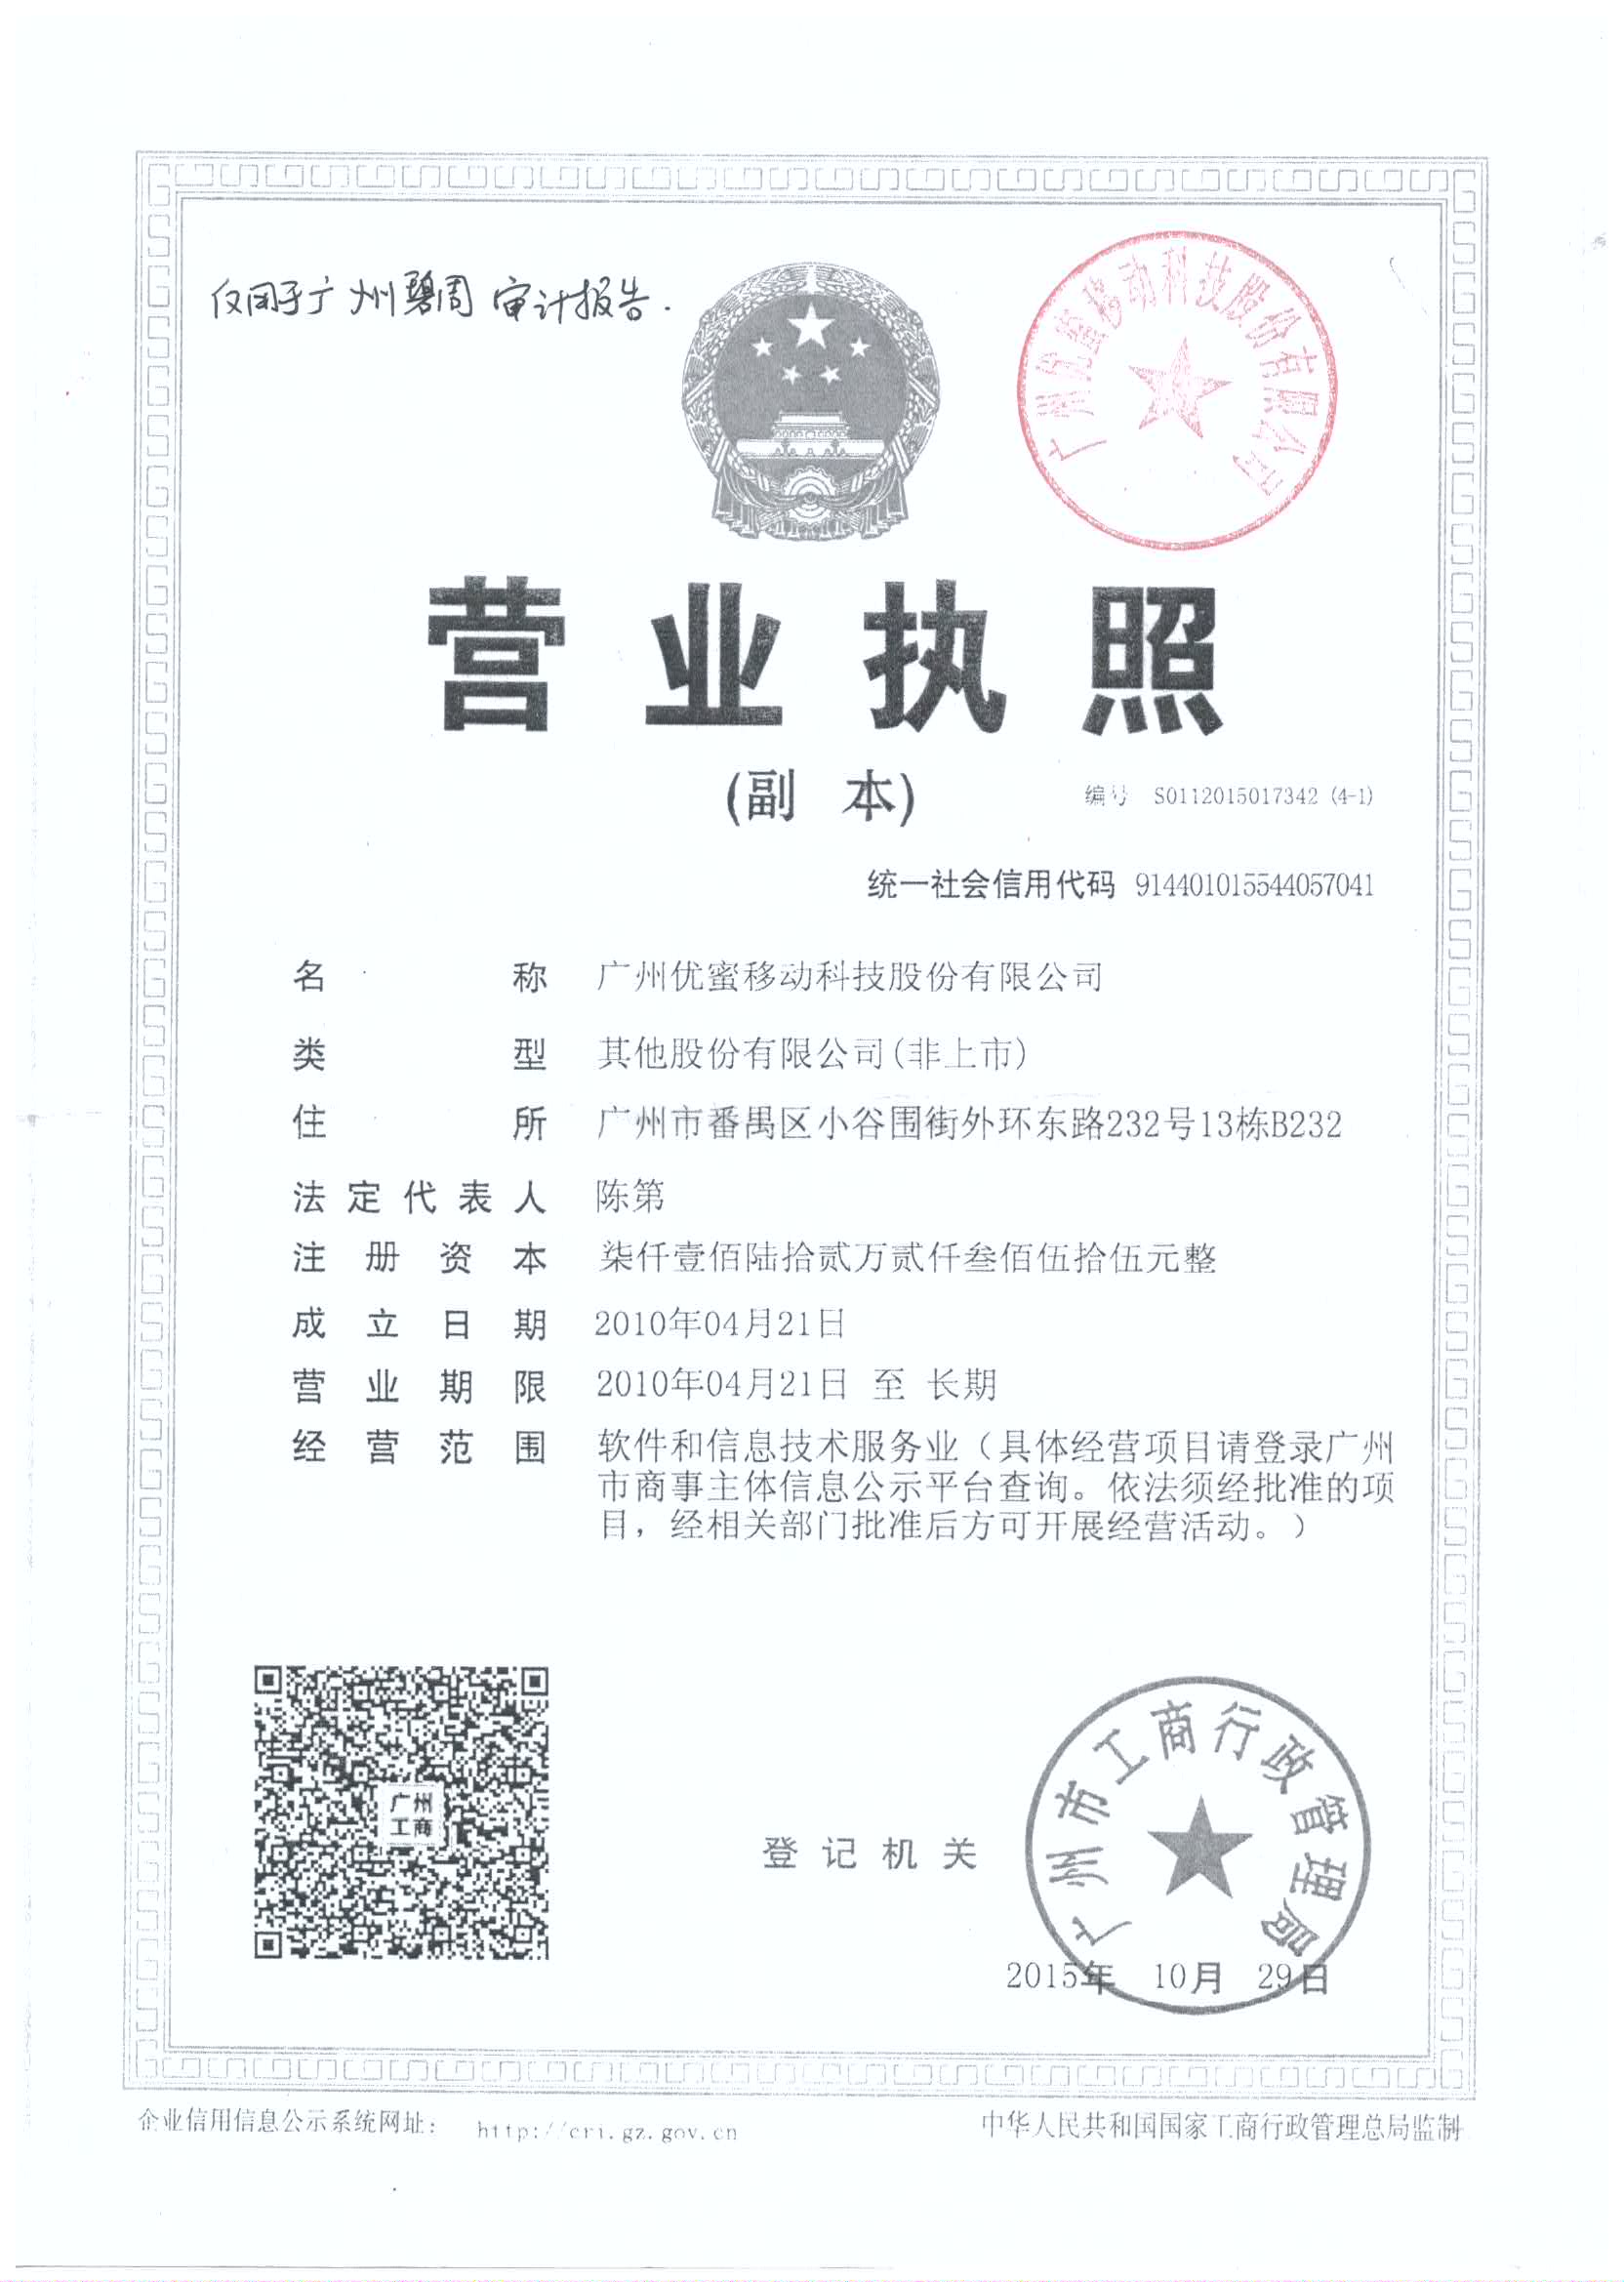 仅用于广州碧周 审计报告.
广州优蜜移动科技股份有限公司
营业执照
(副 本)
编号 S0112015017342 (4-1)
统一社会信用代码 914401015544057041
名 称 广州优蜜移动科技股份有限公司
类 型 其他股份有限公司(非上市)
住 所 广州市番禺区小谷围街外环东路232号13栋B232
法定代表人 陈第
注册资本 柒仟壹佰陆拾贰万贰仟叁佰伍拾伍元整
成立日期 2010年04月21日
营业期限 2010年04月21日 至 长期
经营范围 软件和信息技术服务业（具体经营项目请登录广州
市商事主体信息公示平台查询。依法须经批准的项
目，经相关部门批准后方可开展经营活动。）
广州
工商
登记机关
广州市工商行政管理局
2015年 10月 29日
企业信用信息公示系统网址： http://cri.gz.gov.cn
中华人民共和国国家工商行政管理总局监制